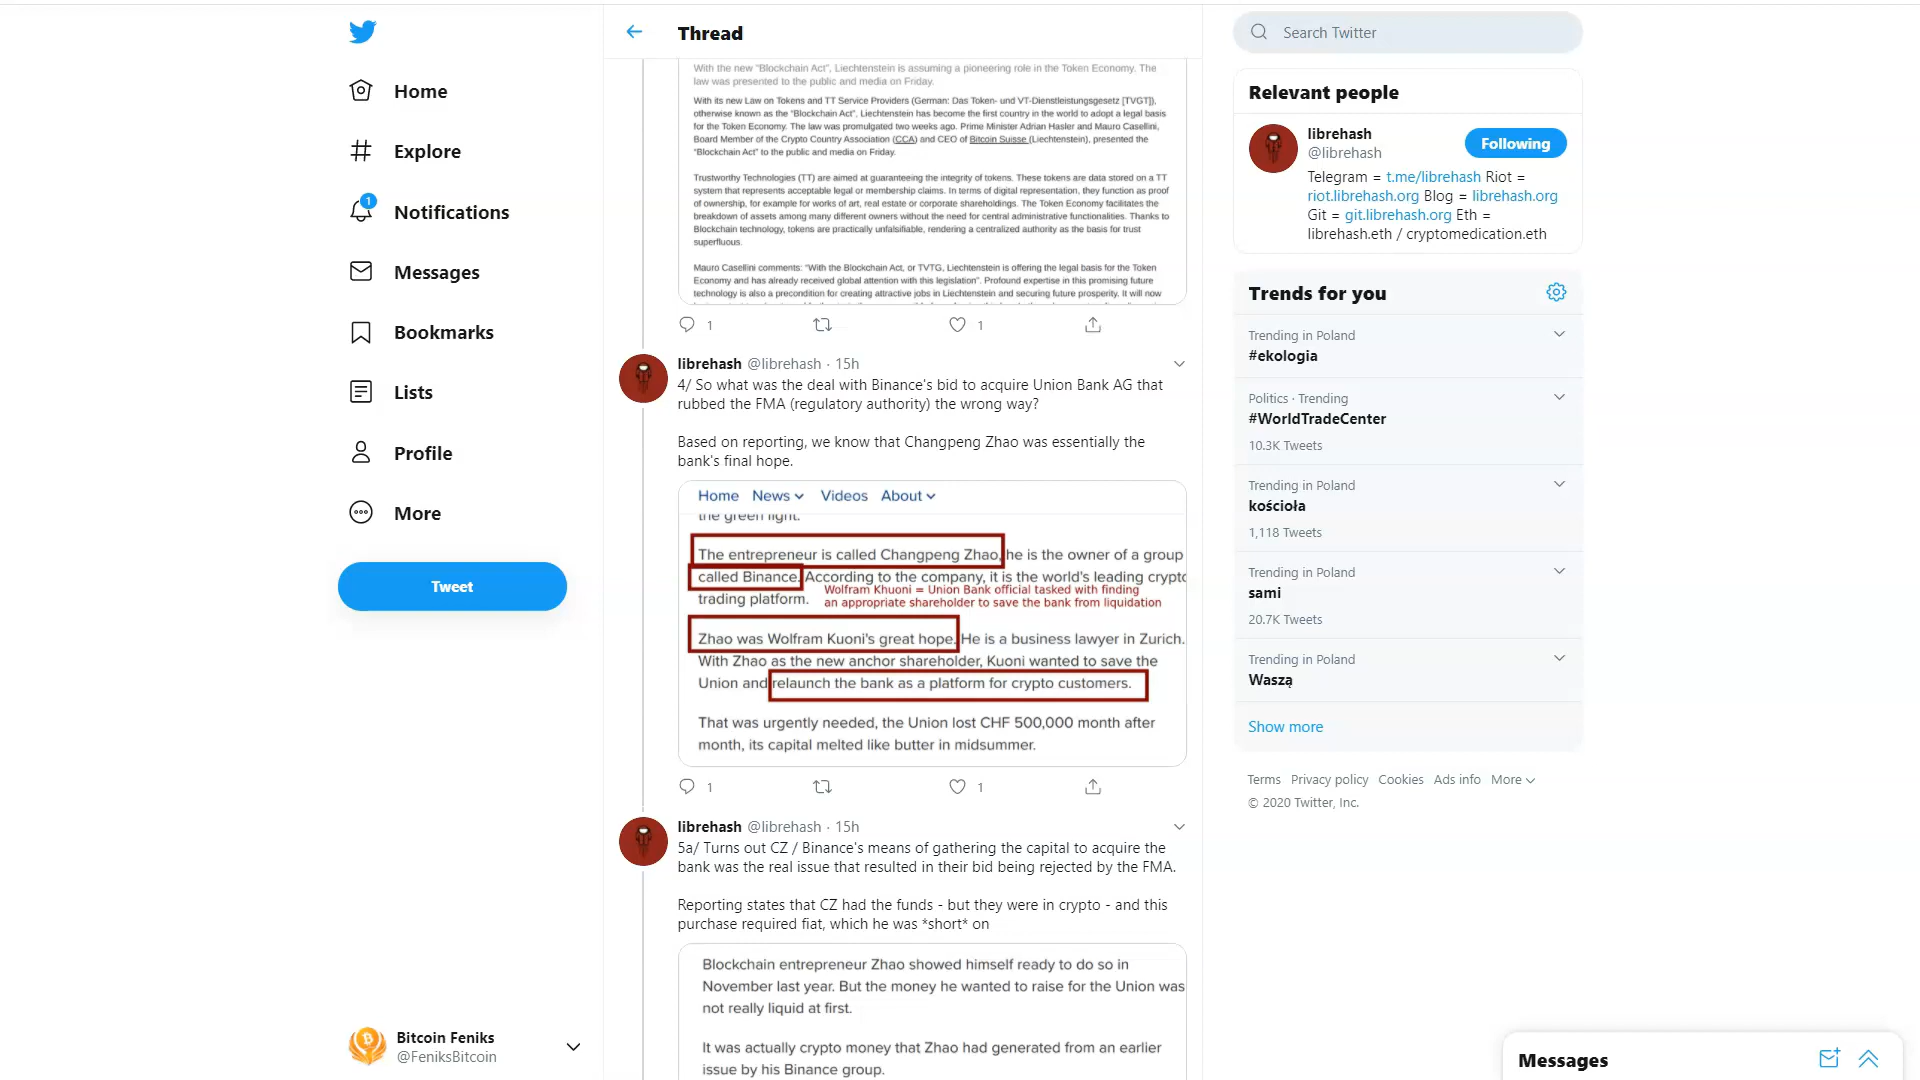 Home
Explore
1
Notifications
Messages
Bookmarks
Lists
Profile
More
Tweet
Bitcoin Feniks
@FeniksBitcoin
Thread
With the new "Blockchain Act", Liechtenstein is assuming a pioneering role in the Token Economy. The
law was presented to the public and media on Friday.
With its new Law on Tokens and TT Service Providers (German: Das Token- und VT-Dienstleistungsgesetz [TVGT]),
otherwise known as the "Blockchain Act", Liechtenstein has become the first country in the world to adopt a legal basis
for the Token Economy. The law was promulgated two weeks ago. Prime Minister Adrian Hasler and Mauro Casellini,
Board Member of the Crypto Country Association (CCA) and CEO of Bitcoin Suisse (Liechtenstein), presented the
"Blockchain Act" to the public and media on Friday.
Trustworthy Technologies (TT) are aimed at guaranteeing the integrity of tokens. These tokens are data stored on a TT
system that represents acceptable legal or membership claims. In terms of digital representation, they function as proof
of ownership, for example for works of art, real estate or corporate shareholdings. The Token Economy facilitates the
breakdown of assets among many different owners without the need for central administrative functionalities. Thanks to
Blockchain technology, tokens are practically unfalsifiable, rendering a centralized authority as the basis for trust
superfluous.
Mauro Casellini comments: "With the Blockchain Act, or TVTG, Liechtenstein is offering the legal basis for the Token
Economy and has already received global attention with this legislation". Profound expertise in this promising future
technology is also a precondition for creating attractive jobs in Liechtenstein and securing future prosperity. It will now
1 1
librehash @librehash · 15h
4/ So what was the deal with Binance's bid to acquire Union Bank AG that
rubbed the FMA (regulatory authority) the wrong way?
Based on reporting, we know that Changpeng Zhao was essentially the
bank's final hope.
Home News Videos About
the green light.
The entrepreneur is called Changpeng Zhao, he is the owner of a group
called Binance. According to the company, it is the world's leading crypto
trading platform.
Wolfram Khuoni = Union Bank official tasked with finding
an appropriate shareholder to save the bank from liquidation
Zhao was Wolfram Kuoni's great hope. He is a business lawyer in Zurich.
With Zhao as the new anchor shareholder, Kuoni wanted to save the
Union and relaunch the bank as a platform for crypto customers.
That was urgently needed, the Union lost CHF 500,000 month after
month, its capital melted like butter in midsummer.
1 1
librehash @librehash · 15h
5a/ Turns out CZ / Binance's means of gathering the capital to acquire the
bank was the real issue that resulted in their bid being rejected by the FMA.
Reporting states that CZ had the funds - but they were in crypto - and this
purchase required fiat, which he was *short* on
Blockchain entrepreneur Zhao showed himself ready to do so in
November last year. But the money he wanted to raise for the Union was
not really liquid at first.
It was actually crypto money that Zhao had generated from an earlier
issue by his Binance group.
Search Twitter
Relevant people
librehash
@librehash
Following
Telegram = t.me/librehash Riot =
riot.librehash.org Blog = librehash.org
Git = git.librehash.org Eth =
librehash.eth / cryptomedication.eth
Trends for you
Trending in Poland
#ekologia
Politics · Trending
#WorldTradeCenter
10.3K Tweets
Trending in Poland
kościoła
1,118 Tweets
Trending in Poland
sami
20.7K Tweets
Trending in Poland
Waszą
Show more
Terms Privacy policy Cookies Ads info More
© 2020 Twitter, Inc.
Messages